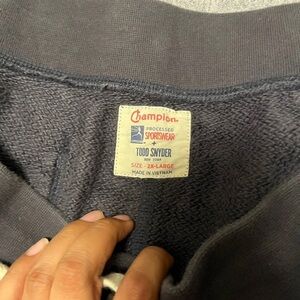 Champion
PROCESSED
SPORTSWEAR
+
TODD SNYDER
NEW YORK
SIZE - 2X-LARGE
MADE IN VIETNAM